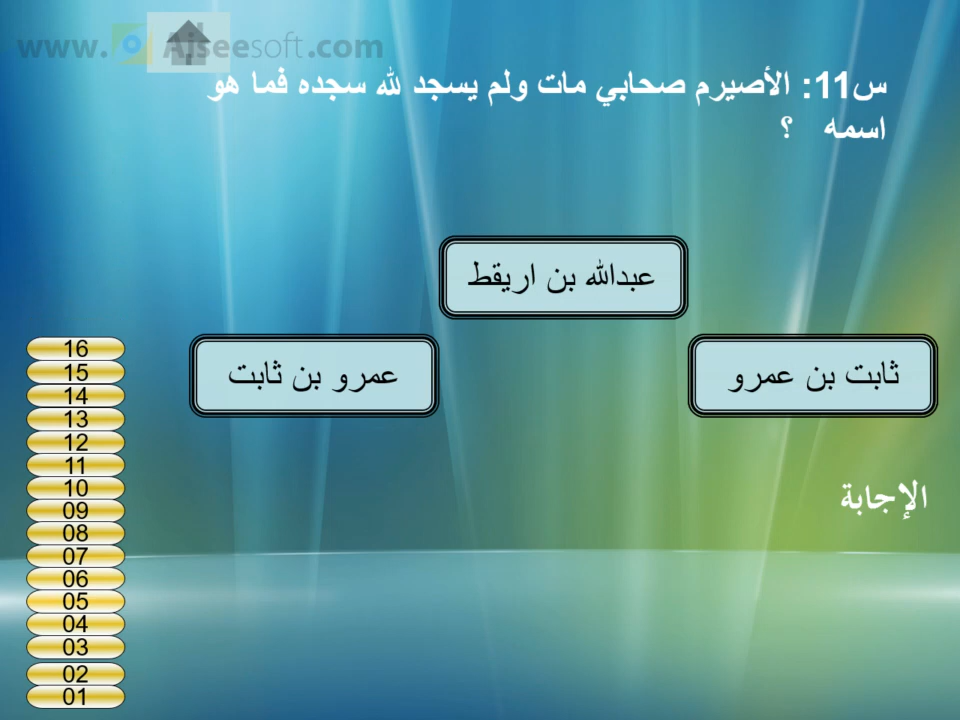 www.Aiseesoft.com
س11: الأصيرم صحابي مات ولم يسجد لله سجده فما هو
اسمه ؟
عبدالله بن اريقط
ثابت بن عمرو
عمرو بن ثابت
الإجابة
16
15
14
13
12
11
10
09
08
07
06
05
04
03
02
01